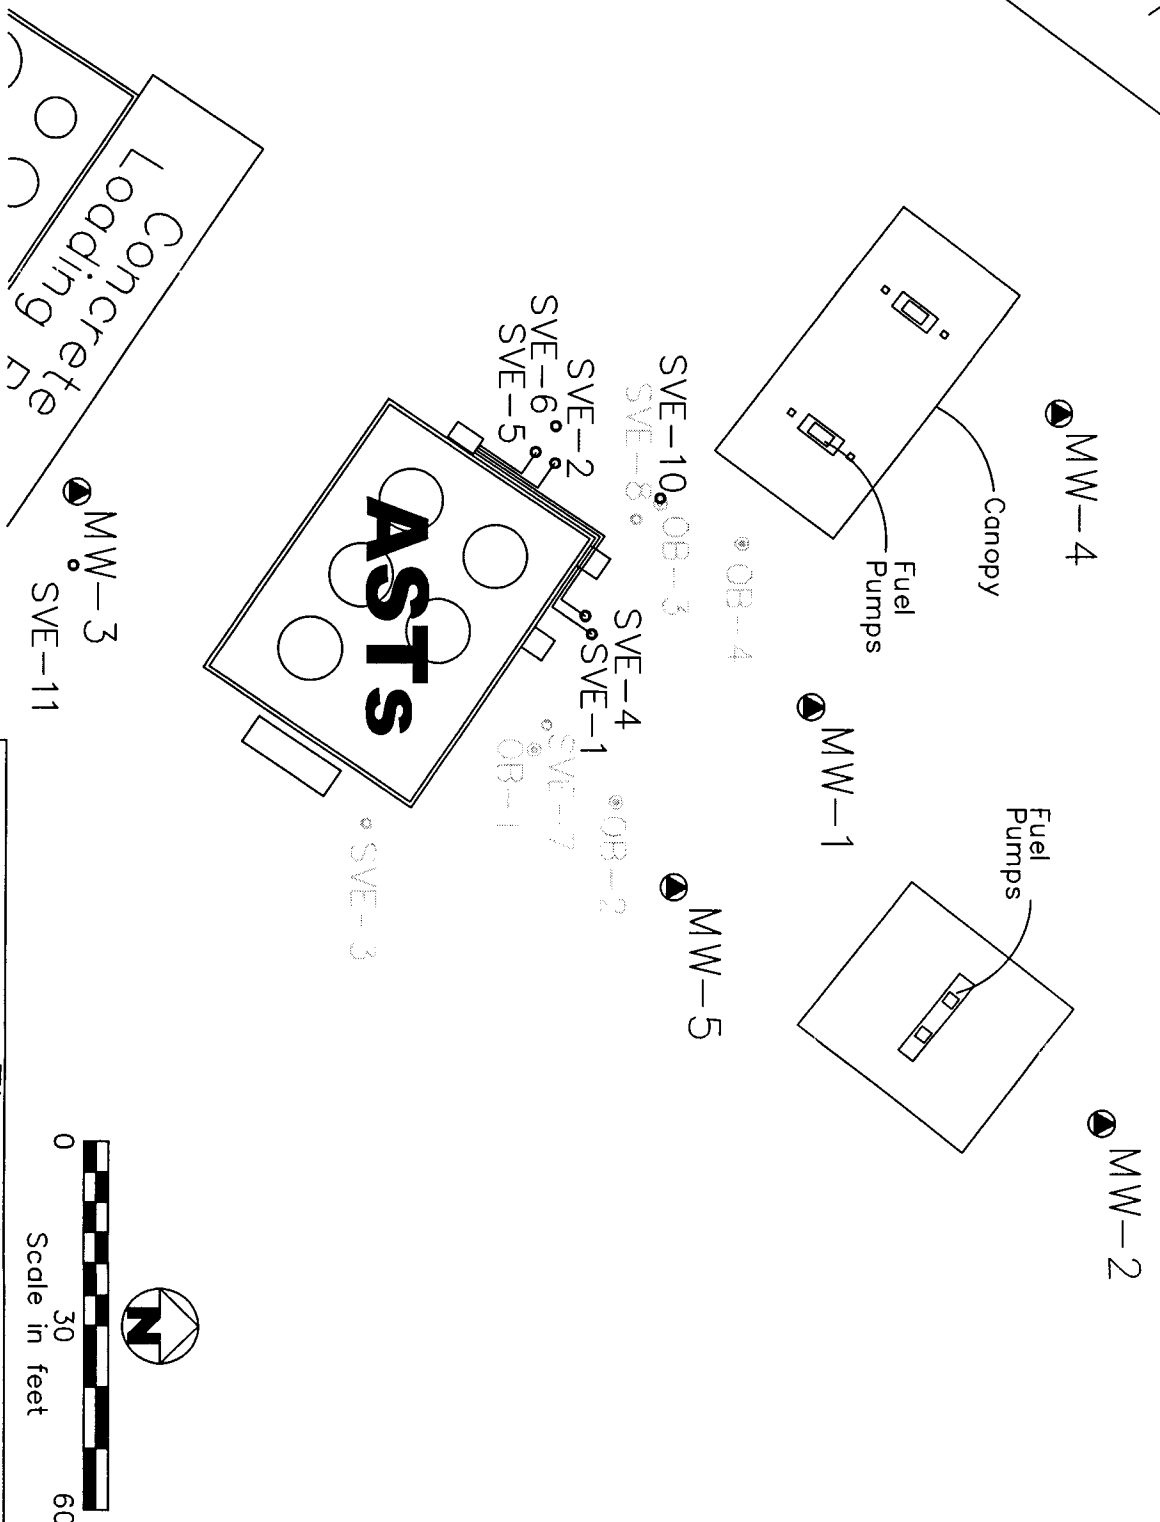 MW-4
Canopy
Fuel
Pumps
MW-2
Fuel
Pumps
MW-1
OB-4
SVE-10
OB-3
SVE-8
MW-5
SVE-4
SVE-1
OB-2
SVE-2
SVE-6
SVE-5
SVE-7
OB-1
ASTs
SVE-3
Concrete
Loading
MW-3
SVE-11
N
0 30 60
Scale in feet